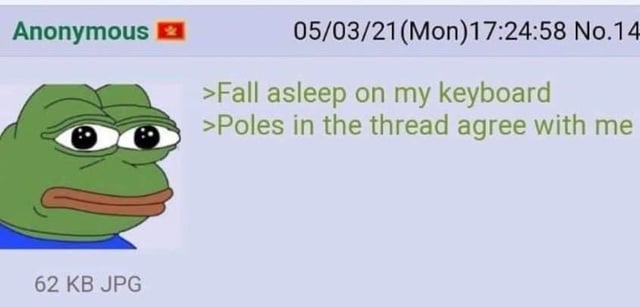 Anonymous 05/03/21(Mon)17:24:58 No.14
>Fall asleep on my keyboard
>Poles in the thread agree with me
62 KB JPG